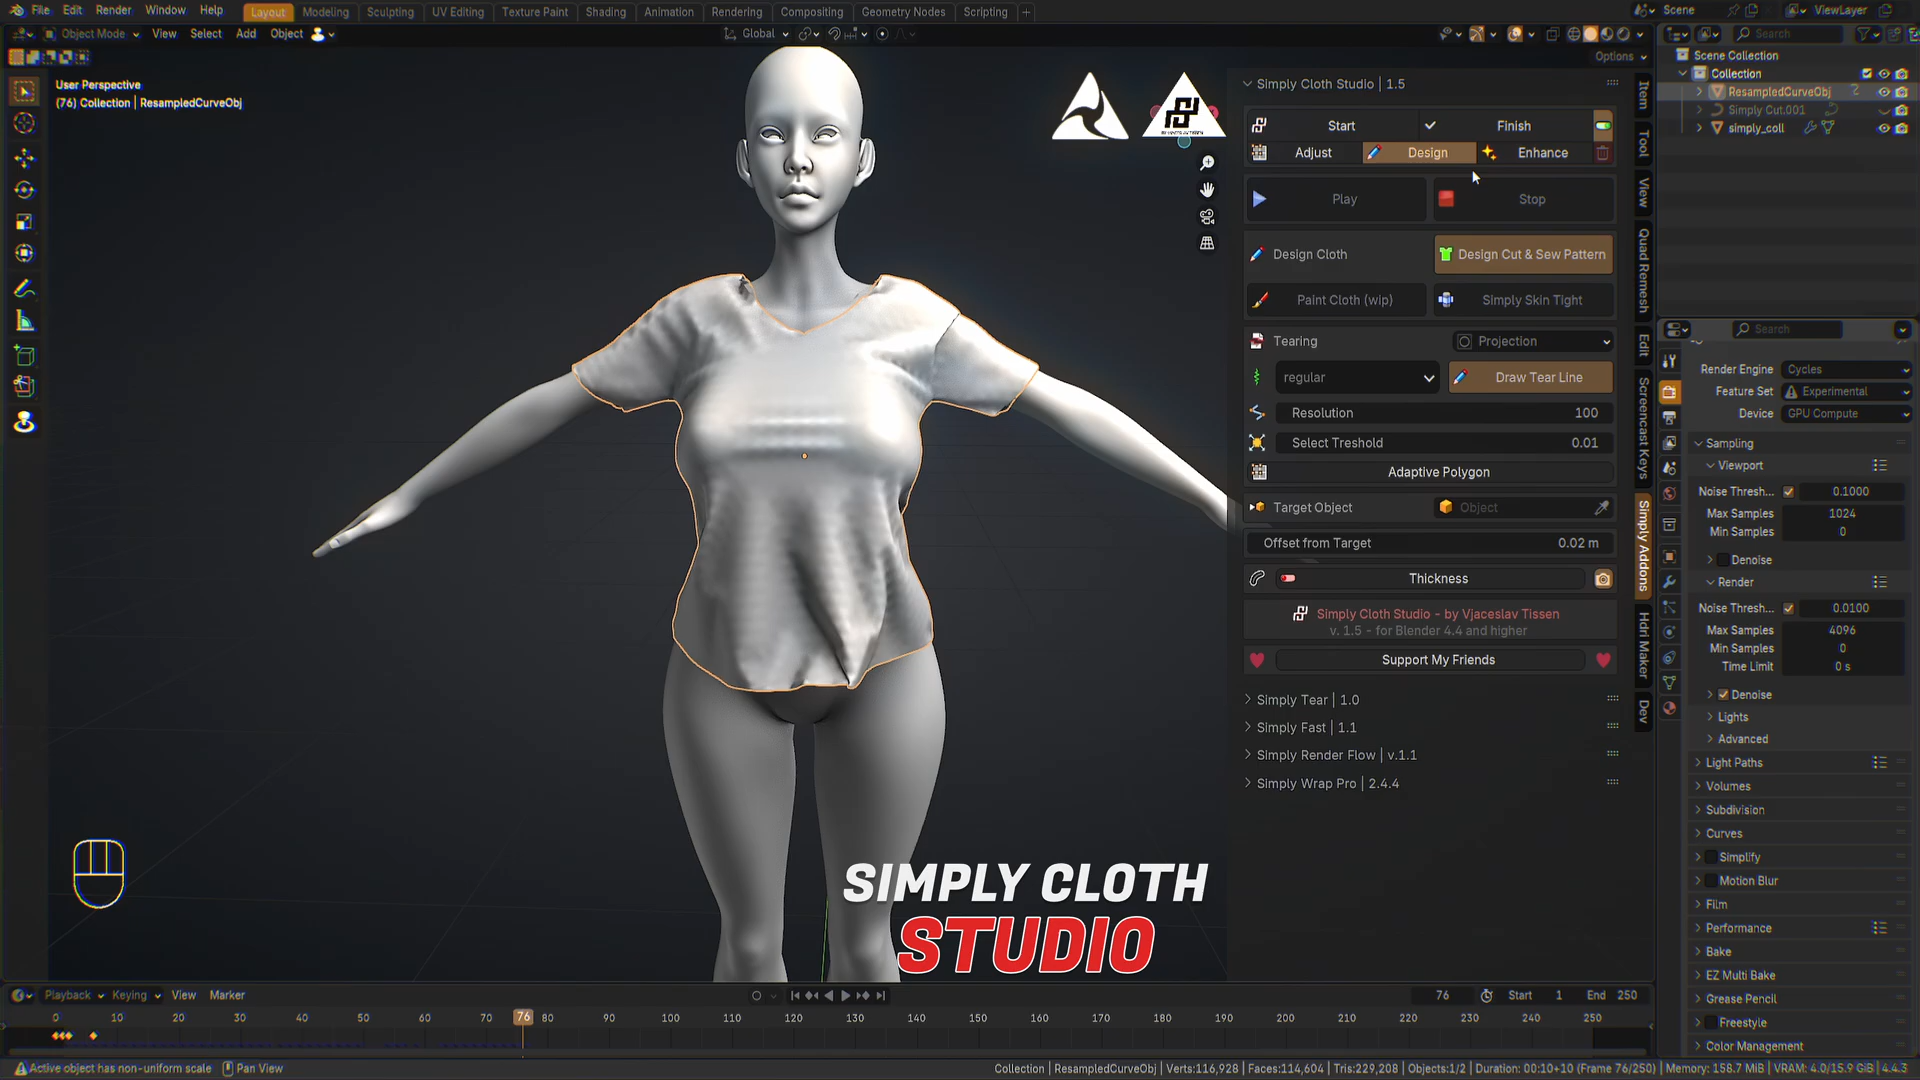 File Edit Render Window Help Layout Modeling Sculpting UV Editing Texture Paint Shading Animation Rendering Compositing Geometry Nodes Scripting + Scene ViewLayer
Object Mode View Select Add Object Global Search
Options
User Perspective
(76) Collection | ResampledCurveObj
Simply Cloth Studio | 1.5
Start Finish
Adjust Design Enhance
Play Stop
Design Cloth Design Cut & Sew Pattern
Paint Cloth (wip) Simply Skin Tight
Tearing Projection
regular Draw Tear Line
Resolution 100
Select Treshold 0.01
Adaptive Polygon
Target Object Object
Offset from Target 0.02 m
Thickness
Simply Cloth Studio - by Vjaceslav Tissen
v. 1.5 - for Blender 4.4 and higher
Support My Friends
Simply Tear | 1.0
Simply Fast | 1.1
Simply Render Flow | v.1.1
Simply Wrap Pro | 2.4.4
Item
Tool
View
Quad Remesh
Edit
Screencast Keys
Simply Addons
Hdri Maker
Dev
Scene Collection
Collection
ResampledCurveObj
Simply Cut.001
simply_coll
Search
Render Engine Cycles
Feature Set Experimental
Device GPU Compute
Sampling
Viewport
Noise Thresh... 0.1000
Max Samples 1024
Min Samples 0
Denoise
Render
Noise Thresh... 0.0100
Max Samples 4096
Min Samples 0
Time Limit 0 s
Denoise
Lights
Advanced
Light Paths
Volumes
Subdivision
Curves
Simplify
Motion Blur
Film
Performance
Bake
EZ Multi Bake
Grease Pencil
Freestyle
Color Management
SIMPLY CLOTH
STUDIO
Playback Keying View Marker 76 Start 1 End 250
0 10 20 30 40 50 60 70 76 80 90 100 110 120 130 140 150 160 170 180 190 200 210 220 230 240 250
Active object has non-uniform scale Pan View Collection | ResampledCurveObj | Verts:116,928 | Faces:114,604 | Tris:229,208 | Objects:1/2 | Duration: 00:10+10 (Frame 76/250) | Memory: 158.7 MiB | VRAM: 4.0/15.9 GiB | 4.4.3